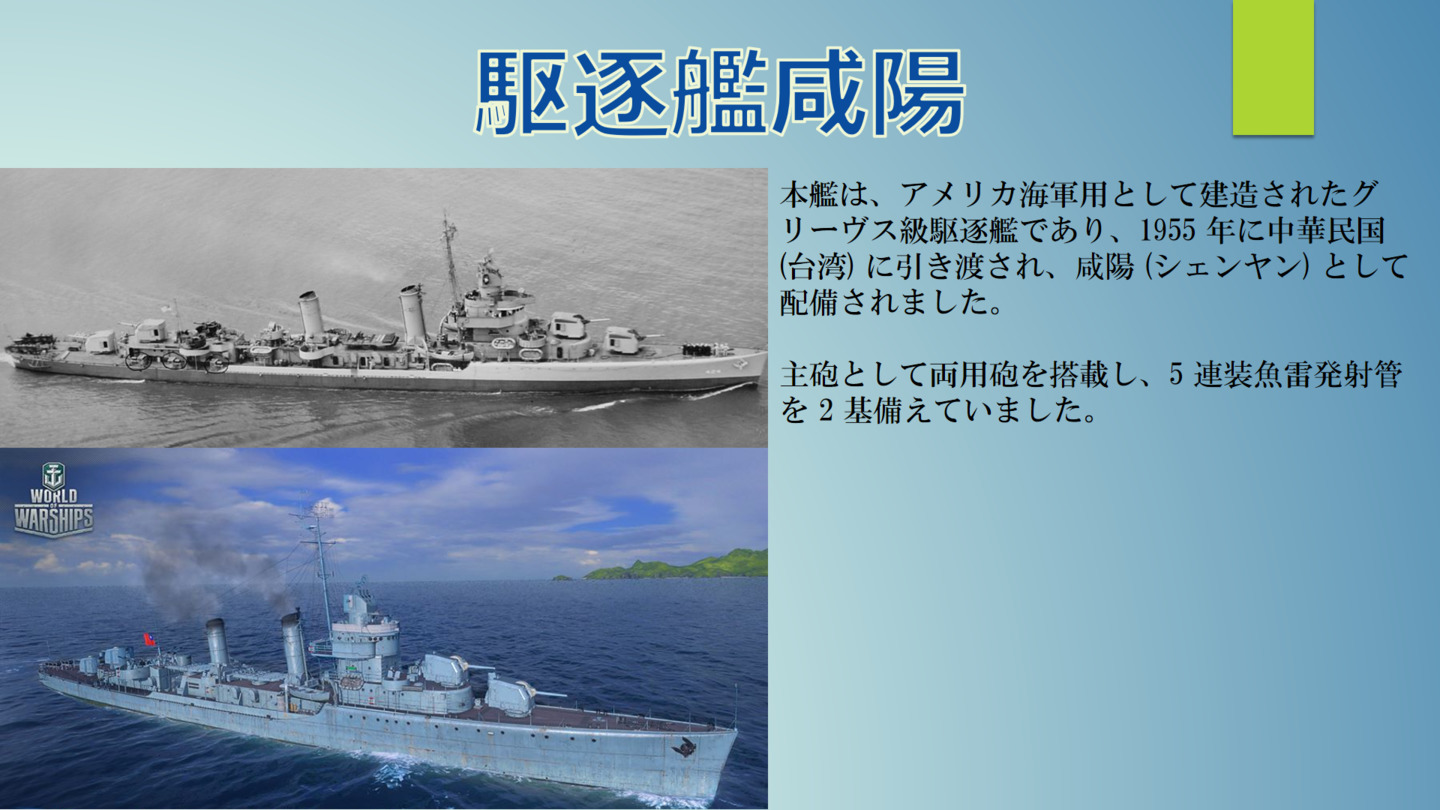 駆逐艦咸陽
本艦は、アメリカ海軍用として建造されたグ
リーヴス級駆逐艦であり、1955 年に中華民国
(台湾) に引き渡され、咸陽 (シェンヤン) として
配備されました。
主砲として両用砲を搭載し、5 連装魚雷発射管
を 2 基備えていました。
WORLD
OF
WARSHIPS